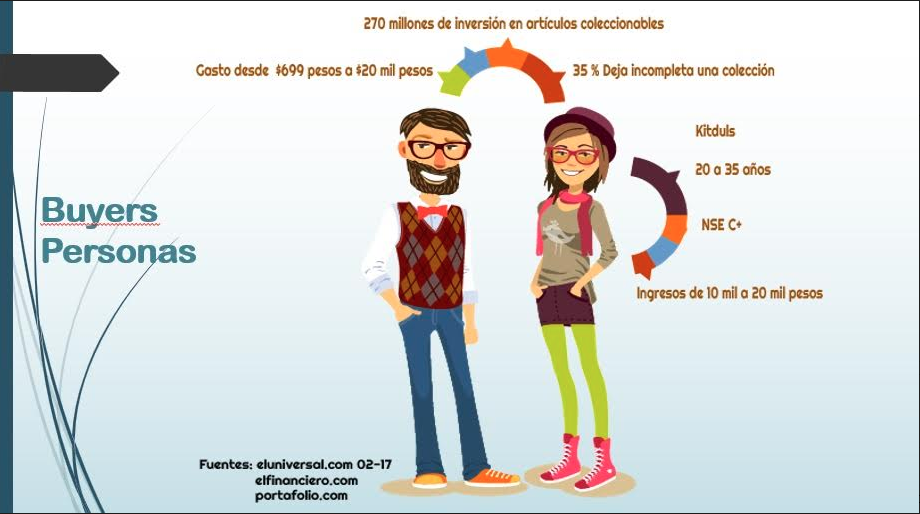 270 millones de inversión en artículos coleccionables
Gasto desde $699 pesos a $20 mil pesos
35 % Deja incompleta una colección
Kitduls
20 a 35 años
NSE C+
Ingresos de 10 mil a 20 mil pesos
Buyers
Personas
Fuentes: eluniversal.com 02-17
elfinanciero.com
portafolio.com